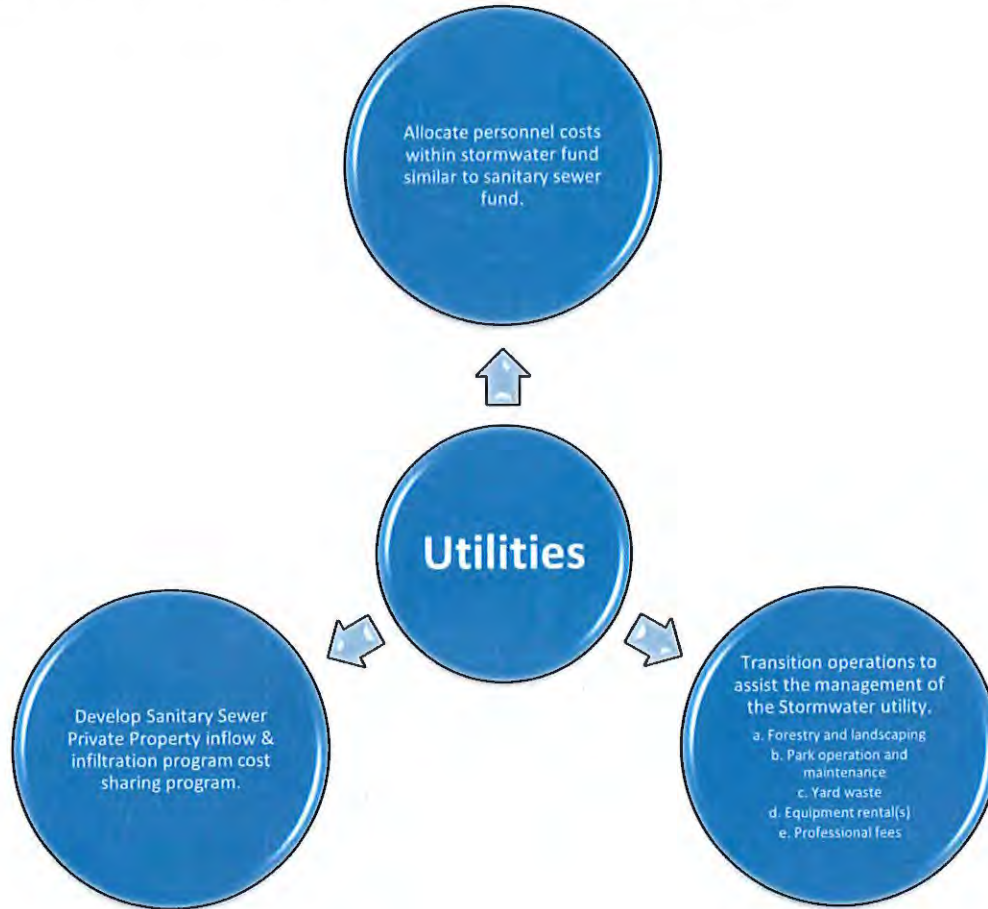 Allocate personnel costs
within stormwater fund
similar to sanitary sewer
fund.
Utilities
Develop Sanitary Sewer
Private Property inflow &
infiltration program cost
sharing program.
Transition operations to
assist the management of
the Stormwater utility.
a. Forestry and landscaping
b. Park operation and
maintenance
c. Yard waste
d. Equipment rental(s)
e. Professional fees